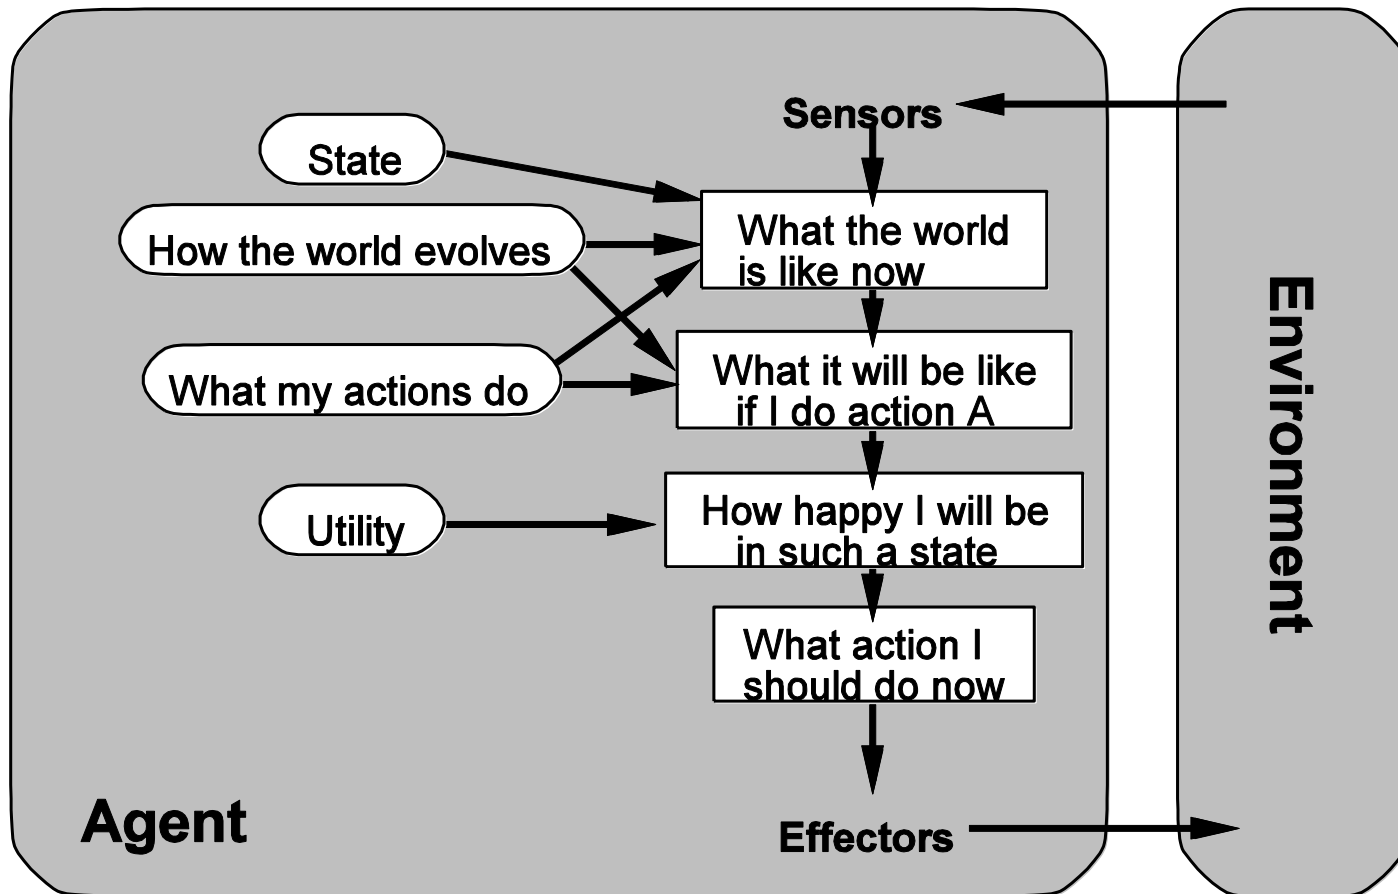 Sensors
State
What the world
is like now
How the world evolves
What it will be like
if I do action A
What my actions do
How happy I will be
in such a state
Utility
What action I
should do now
Environment
Agent
Effectors